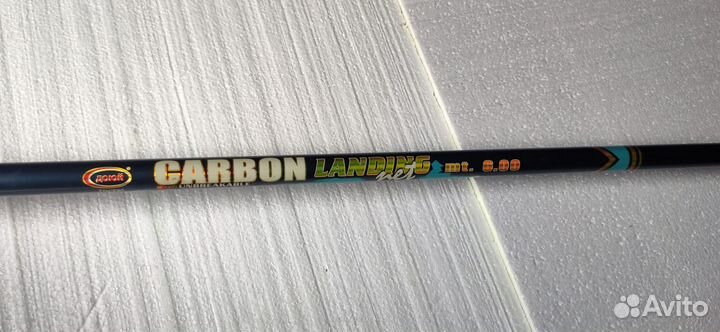 CARBON LANDING net mt. 6.00
UNBREAKABLE
Avito